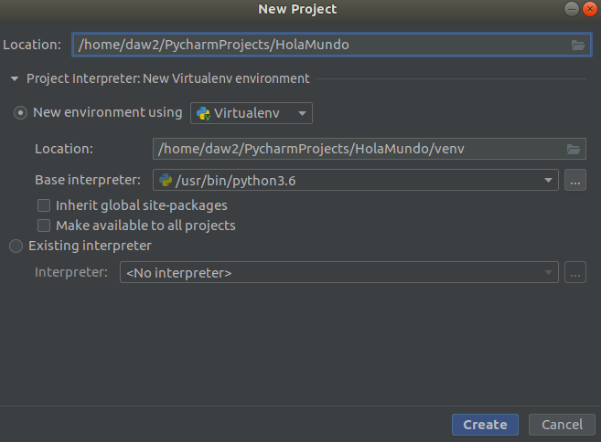 New Project
Location: /home/daw2/PycharmProjects/HolaMundo
Project Interpreter: New Virtualenv environment
New environment using Virtualenv
Location: /home/daw2/PycharmProjects/HolaMundo/venv
Base interpreter: /usr/bin/python3.6 ...
Inherit global site-packages
Make available to all projects
Existing interpreter
Interpreter: <No interpreter> ...
Create Cancel